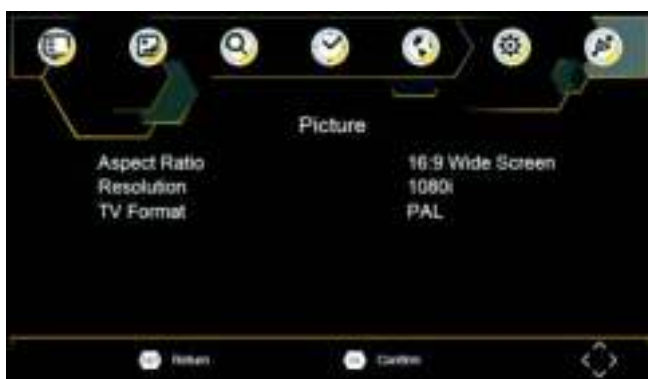 Picture
Aspect Ratio 16:9 Wide Screen
Resolution 1080i
TV Format PAL
Return Confirm